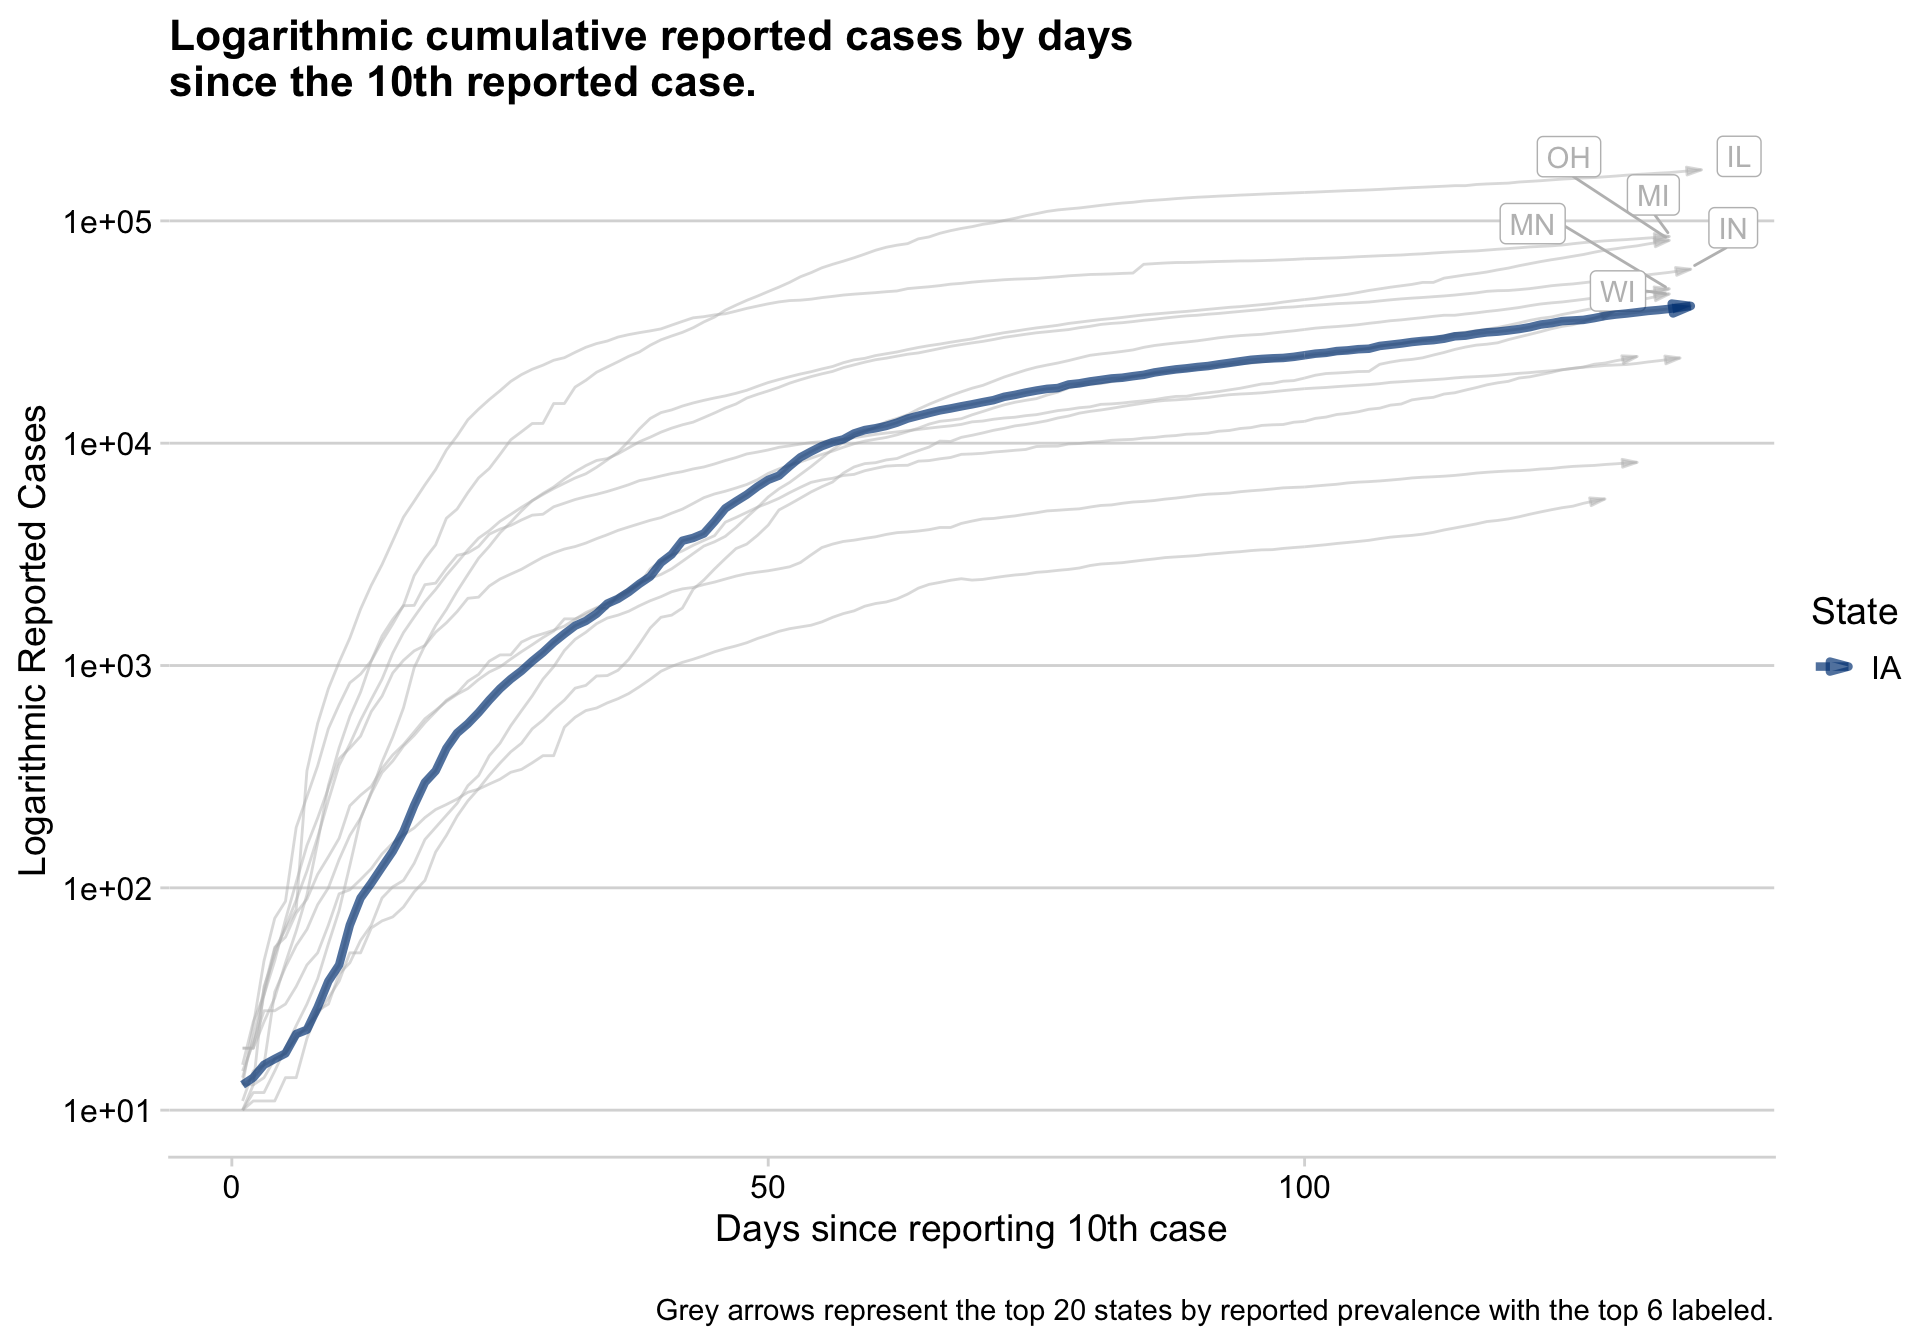 Logarithmic cumulative reported cases by days
since the 10th reported case.
OH
IL
MI
MN
IN
WI
1e+05
1e+04
1e+03
1e+02
1e+01
Logarithmic Reported Cases
State
IA
0
50
100
Days since reporting 10th case
Grey arrows represent the top 20 states by reported prevalence with the top 6 labeled.